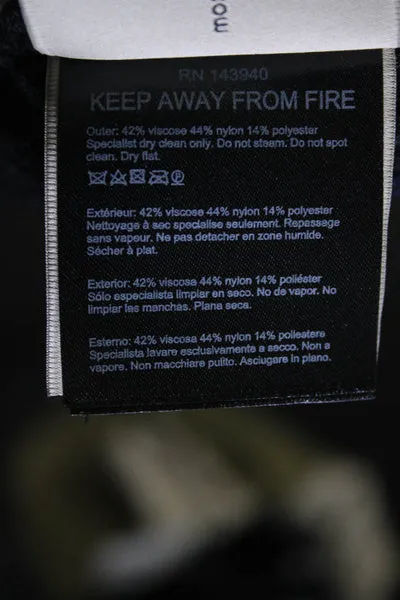 RN 143940
KEEP AWAY FROM FIRE
Outer: 42% viscose 44% nylon 14% polyester
Specialist dry clean only. Do not steam. Do not spot
clean. Dry flat.
Extérieur: 42% viscose 44% nylon 14% polyester
Nettoyage à sec specialise seulement. Repassage
sans vapeur. Ne pas detacher en zone humide.
Sécher à plat.
Exterior: 42% viscosa 44% nylon 14% poliéster
Sólo especialista limpiar en seco. No de vapor. No
limpiar les manchas. Plana seca.
Esterno: 42% viscosa 44% nylon 14% poliestere
Specialista lavare esclusivamente a secco. Non a
vapore. Non macchiare pulito. Asciugare in piano.